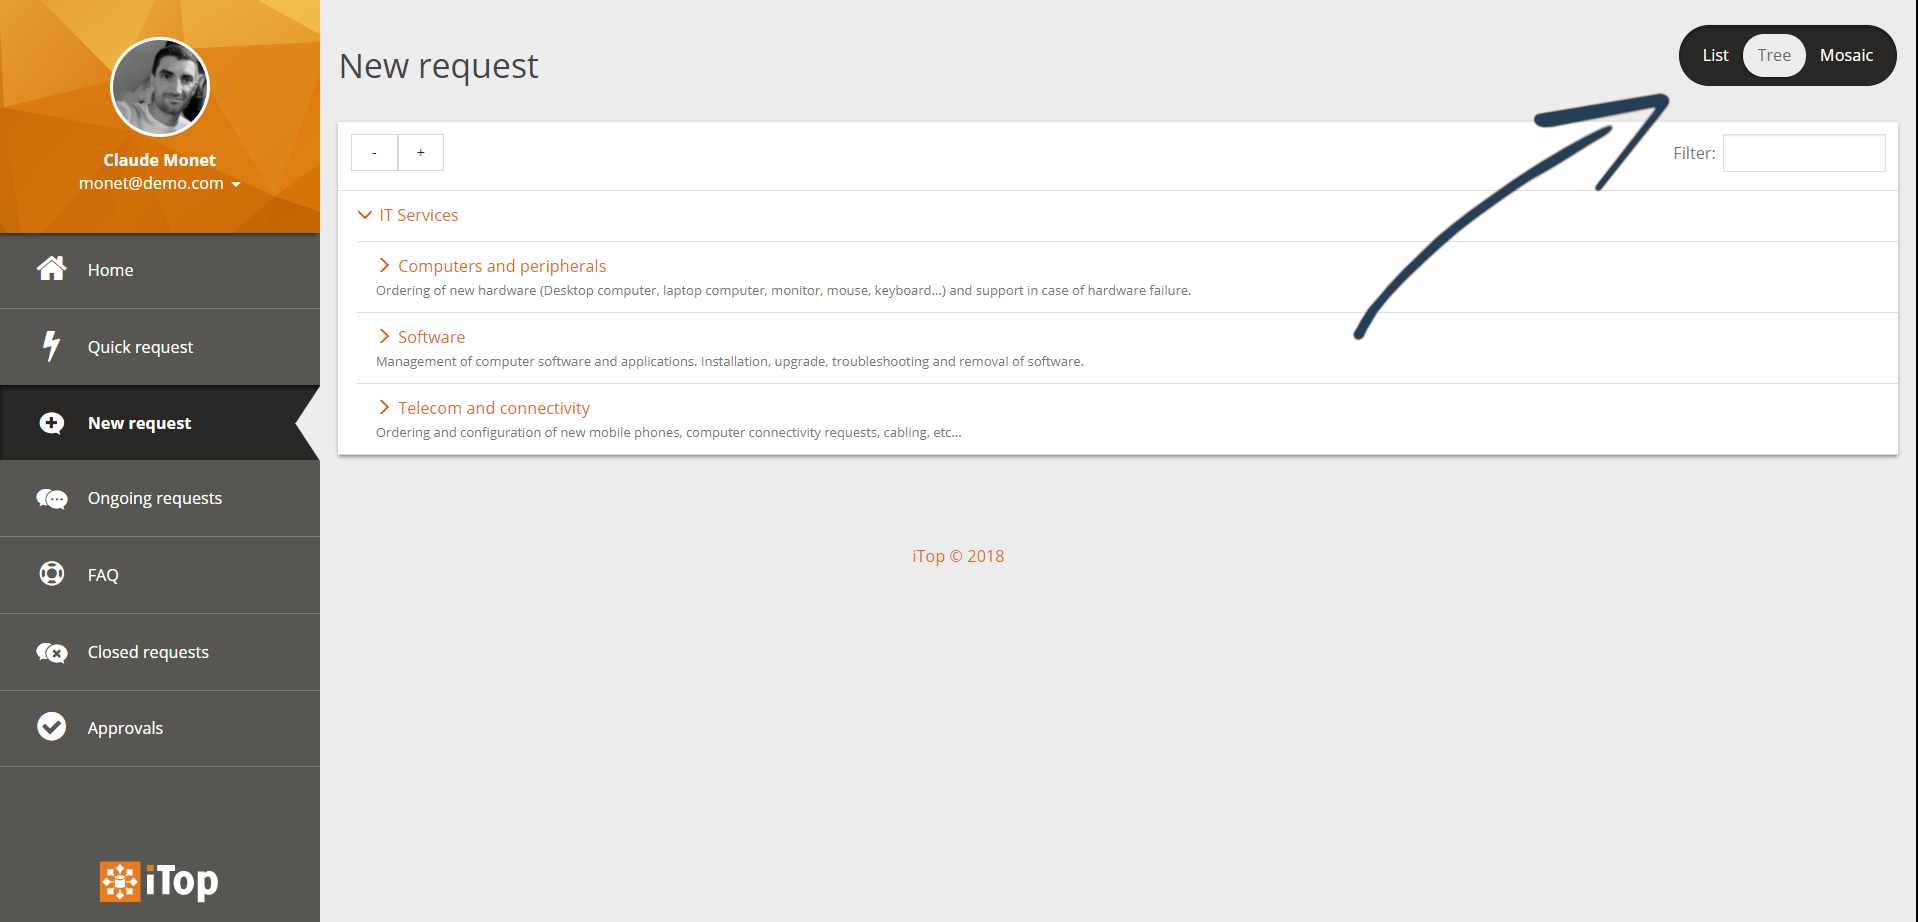 Claude Monet
monet@demo.com
Home
Quick request
New request
Ongoing requests
FAQ
Closed requests
Approvals
iTop
New request
List Tree Mosaic
- +
Filter:
IT Services
Computers and peripherals
Ordering of new hardware (Desktop computer, laptop computer, monitor, mouse, keyboard...) and support in case of hardware failure.
Software
Management of computer software and applications. Installation, upgrade, troubleshooting and removal of software.
Telecom and connectivity
Ordering and configuration of new mobile phones, computer connectivity requests, cabling, etc...
iTop © 2018